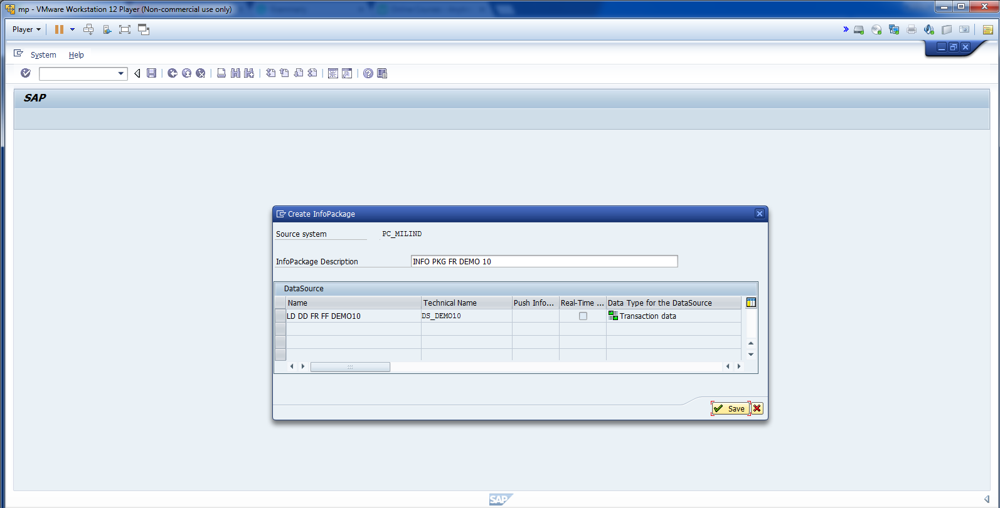 mp - VMware Workstation 12 Player (Non-commercial use only)
Player
System Help
SAP
Create InfoPackage
Source system PC_MILIND
InfoPackage Description INFO PKG FR DEMO 10
DataSource
Name Technical Name Push Info... Real-Time ... Data Type for the DataSource
LD DD FR FF DEMO10 DS_DEMO10 Transaction data
Save
SAP